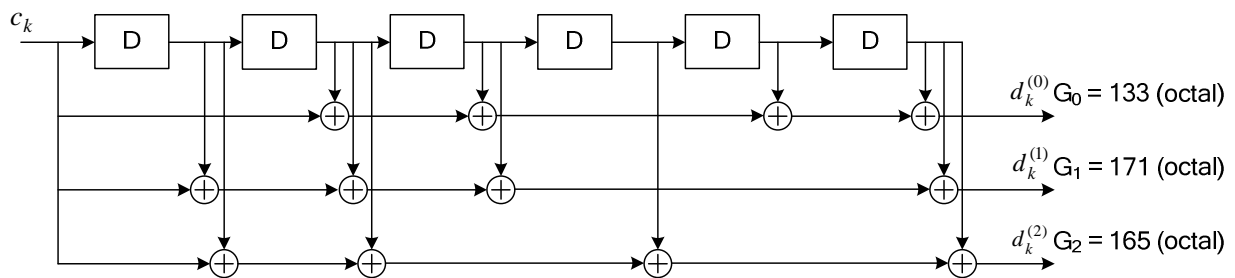 c_k
D D D D D D
d_k^{(0)} G₀ = 133 (octal)
d_k^{(1)} G₁ = 171 (octal)
d_k^{(2)} G₂ = 165 (octal)